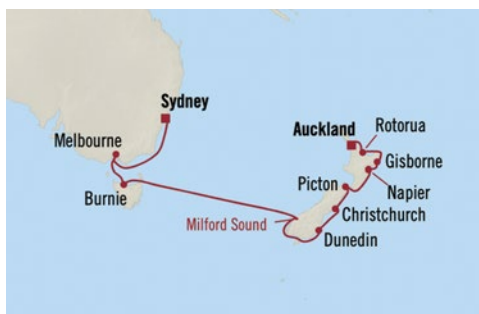 Sydney
Melbourne
Auckland
Rotorua
Gisborne
Picton
Napier
Burnie
Christchurch
Milford Sound
Dunedin